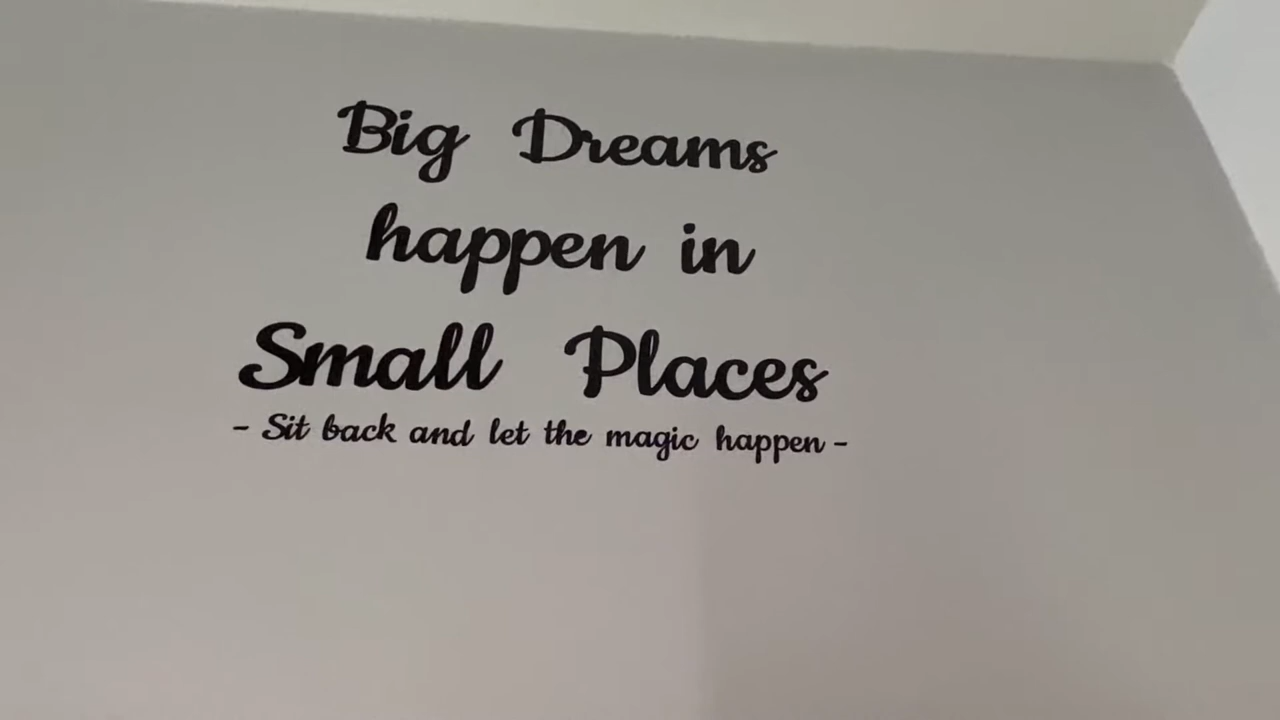 Big Dreams
happen in
Small Places
- Sit back and let the magic happen -